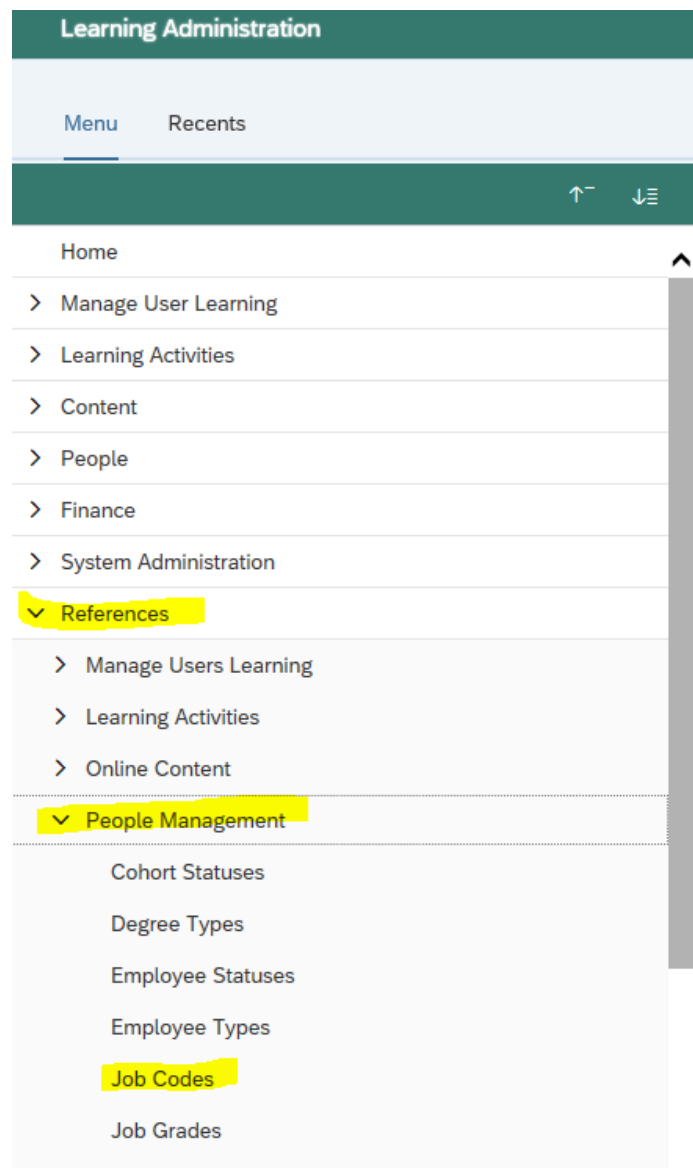 Learning Administration
Menu Recents
Home
Manage User Learning
Learning Activities
Content
People
Finance
System Administration
References
Manage Users Learning
Learning Activities
Online Content
People Management
Cohort Statuses
Degree Types
Employee Statuses
Employee Types
Job Codes
Job Grades